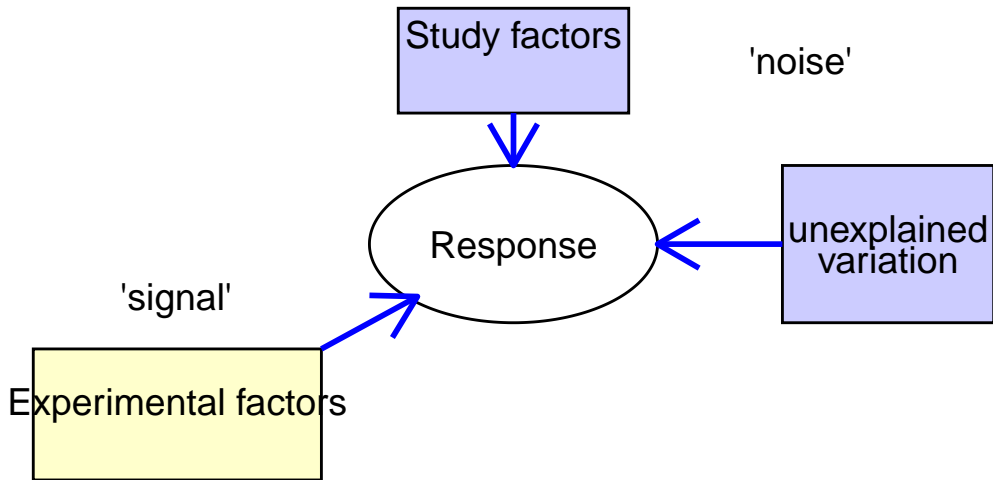 Study factors
'noise'
unexplained
variation
Response
'signal'
Experimental factors